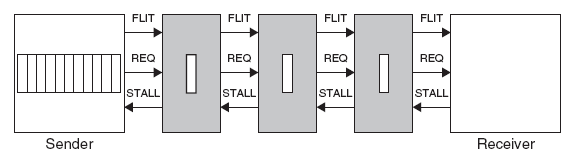 FLIT FLIT FLIT FLIT
REQ REQ REQ REQ
STALL STALL STALL STALL
Sender Receiver